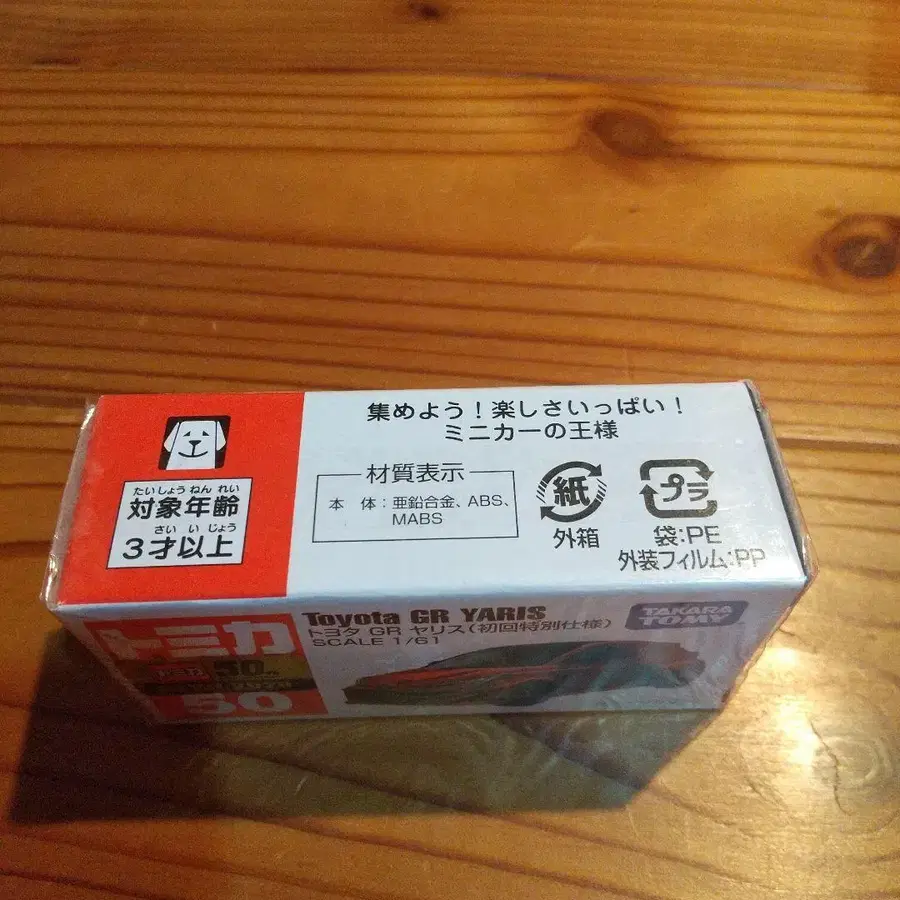 集めよう！楽しさいっぱい！
ミニカーの王様
たいしょうねんれい
対象年齢
さい い じょう
3才以上
材質表示
本 体：亜鉛合金、ABS、
MABS
紙
外箱
プラ
袋:PE
外装フィルム:PP
トミカ
Toyota GR YARIS
トヨタ GR ヤリス(初回特別仕様)
SCALE 1/61
TAKARA
TOMY
トミカ
50